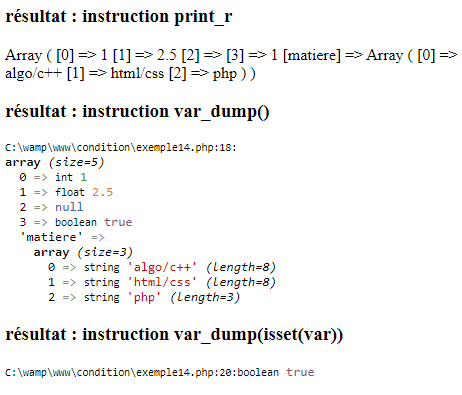 résultat : instruction print_r
Array ( [0] => 1 [1] => 2.5 [2] => [3] => 1 [matiere] => Array ( [0] =>
algo/c++ [1] => html/css [2] => php ) )
résultat : instruction var_dump()
C:\wamp\www\condition\exemple14.php:18:
array (size=5)
0 => int 1
1 => float 2.5
2 => null
3 => boolean true
'matiere' =>
array (size=3)
0 => string 'algo/c++' (length=8)
1 => string 'html/css' (length=8)
2 => string 'php' (length=3)
résultat : instruction var_dump(isset(var))
C:\wamp\www\condition\exemple14.php:20:boolean true